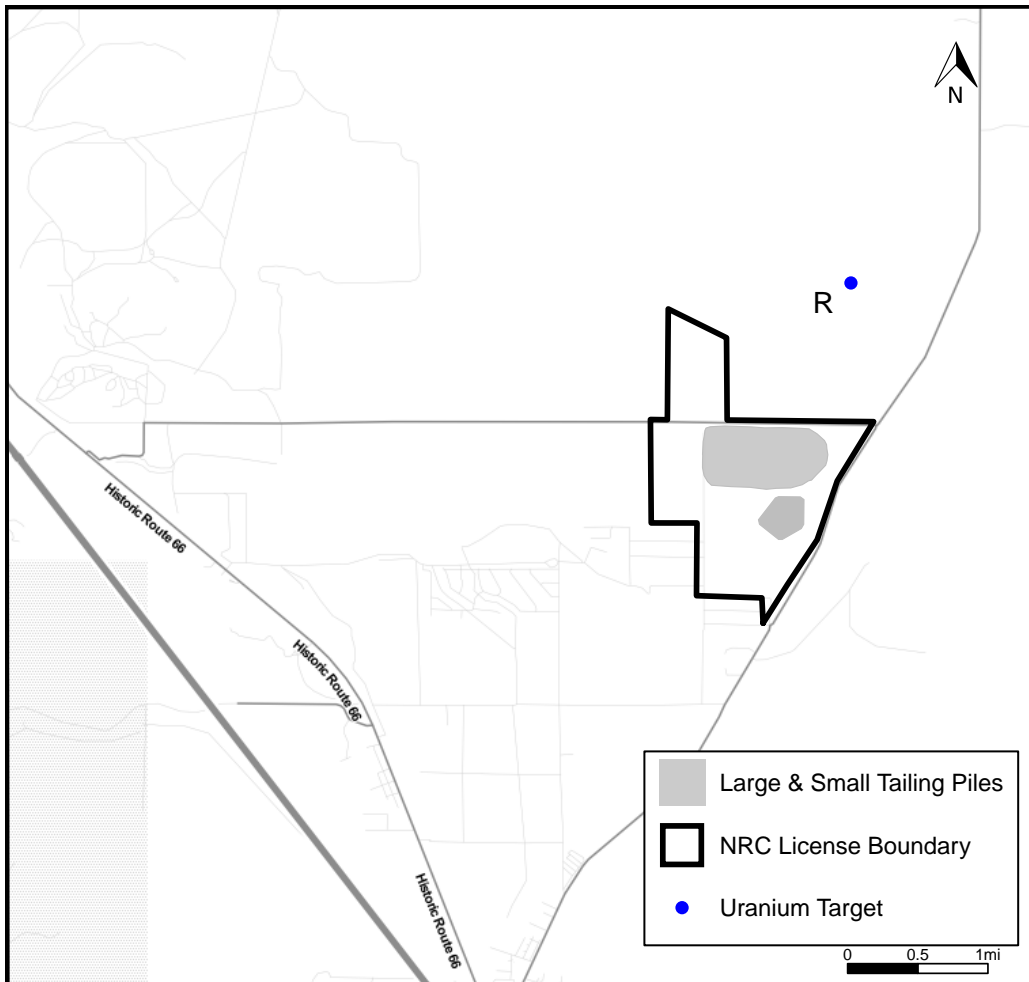 N
R
Historic Route 66
Historic Route 66
Historic Route 66
Large & Small Tailing Piles
NRC License Boundary
Uranium Target
0 0.5 1mi